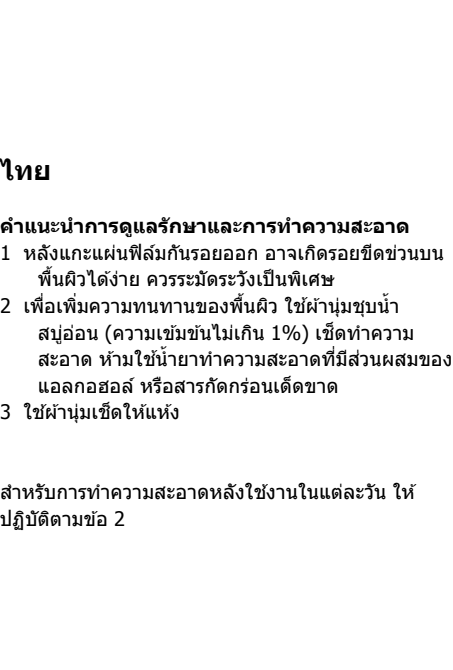 ไทย
คำแนะนำการดูแลรักษาและการทำความสะอาด
1 หลังแกะแผ่นฟิล์มกันรอยออก อาจเกิดรอยขีดข่วนบน
พื้นผิวได้ง่าย ควรระมัดระวังเป็นพิเศษ
2 เพื่อเพิ่มความทนทานของพื้นผิว ใช้ผ้านุ่มชุบน้ำ
สบู่อ่อน (ความเข้มข้นไม่เกิน 1%) เช็ดทำความ
สะอาด ห้ามใช้น้ำยาทำความสะอาดที่มีส่วนผสมของ
แอลกอฮอล์ หรือสารกัดกร่อนเด็ดขาด
3 ใช้ผ้านุ่มเช็ดให้แห้ง
สำหรับการทำความสะอาดหลังใช้งานในแต่ละวัน ให้
ปฏิบัติตามข้อ 2